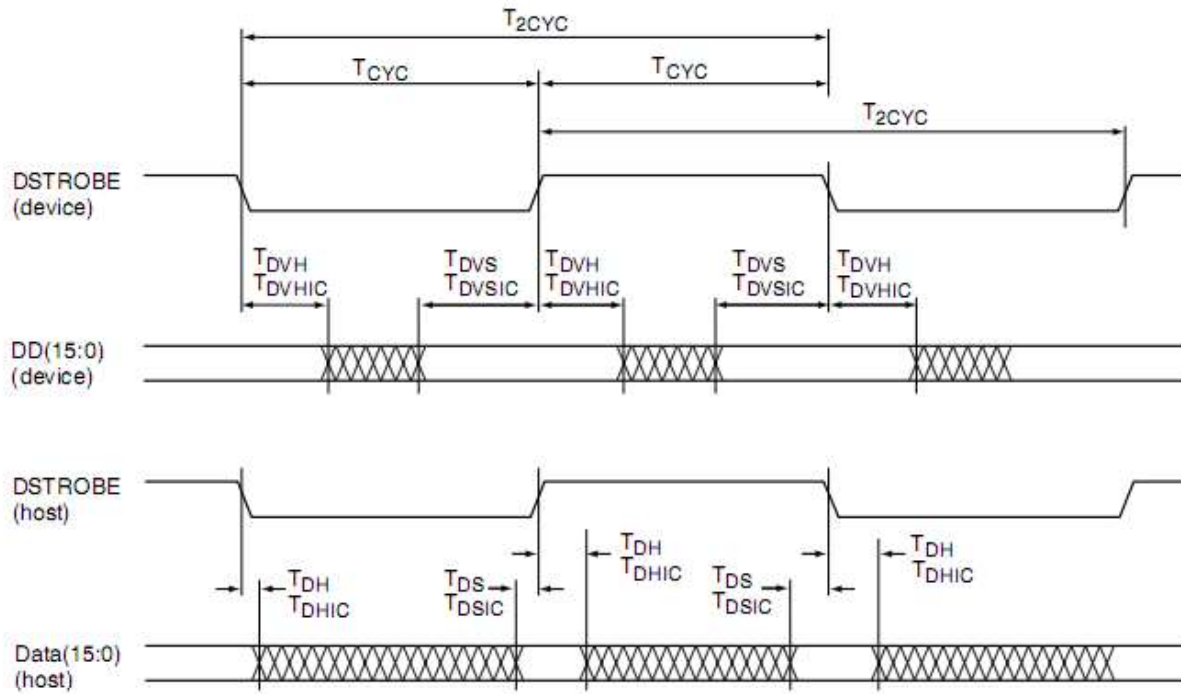 T2CYC
TCYC TCYC
T2CYC
DSTROBE
(device)
TDVH TDVS TDVH TDVS TDVH
TDVHIC TDVSIC TDVHIC TDVSIC TDVHIC
DD(15:0)
(device)
DSTROBE
(host)
TDH TDH
TDHIC TDHIC
TDH TDS TDS
TDHIC TDSIC TDSIC
Data(15:0)
(host)